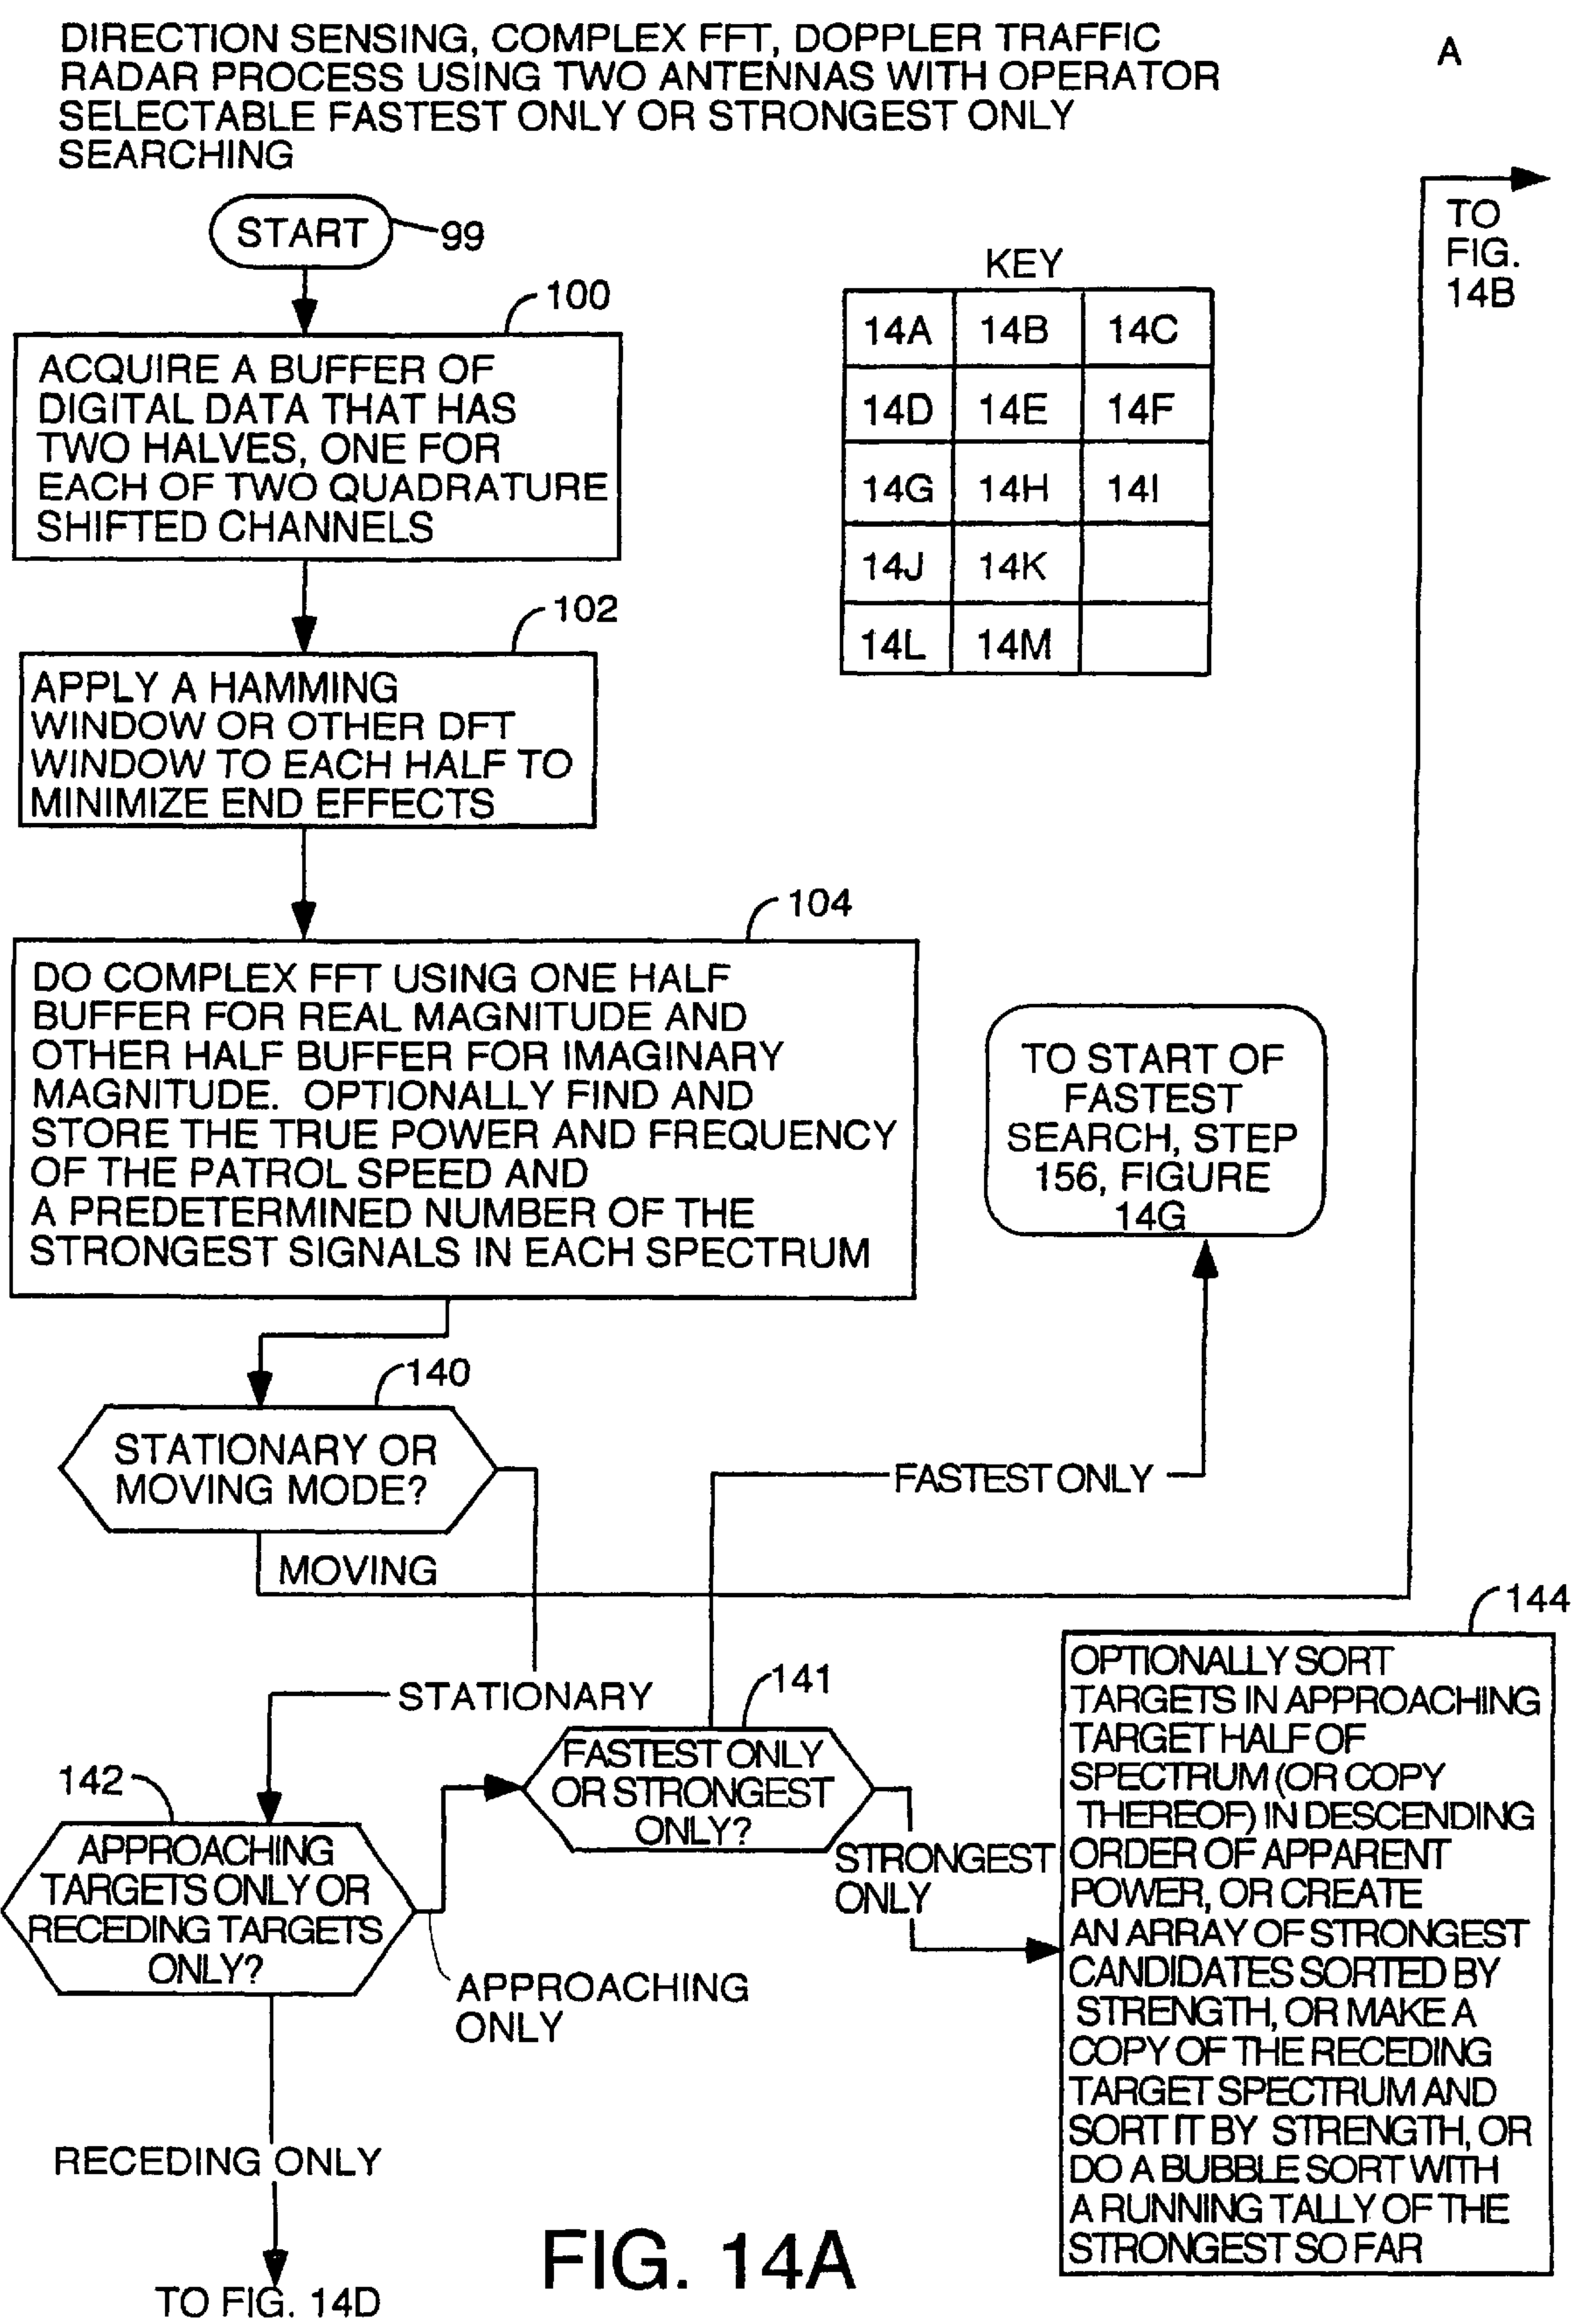 DIRECTION SENSING, COMPLEX FFT, DOPPLER TRAFFIC
RADAR PROCESS USING TWO ANTENNAS WITH OPERATOR
SELECTABLE FASTEST ONLY OR STRONGEST ONLY
SEARCHING
A
START
99
TO
FIG.
14B
KEY
14A 14B 14C
14D 14E 14F
14G 14H 14I
14J 14K
14L 14M
100
ACQUIRE A BUFFER OF
DIGITAL DATA THAT HAS
TWO HALVES, ONE FOR
EACH OF TWO QUADRATURE
SHIFTED CHANNELS
102
APPLY A HAMMING
WINDOW OR OTHER DFT
WINDOW TO EACH HALF TO
MINIMIZE END EFFECTS
104
DO COMPLEX FFT USING ONE HALF
BUFFER FOR REAL MAGNITUDE AND
OTHER HALF BUFFER FOR IMAGINARY
MAGNITUDE. OPTIONALLY FIND AND
STORE THE TRUE POWER AND FREQUENCY
OF THE PATROL SPEED AND
A PREDETERMINED NUMBER OF THE
STRONGEST SIGNALS IN EACH SPECTRUM
TO START OF
FASTEST
SEARCH, STEP
156, FIGURE
14G
140
STATIONARY OR
MOVING MODE?
FASTEST ONLY
MOVING
STATIONARY
141
FASTEST ONLY
OR STRONGEST
ONLY?
STRONGEST
ONLY
142
APPROACHING
TARGETS ONLY OR
RECEDING TARGETS
ONLY?
APPROACHING
ONLY
RECEDING ONLY
TO FIG. 14D
144
OPTIONALLY SORT
TARGETS IN APPROACHING
TARGET HALF OF
SPECTRUM (OR COPY
THEREOF) IN DESCENDING
ORDER OF APPARENT
POWER, OR CREATE
AN ARRAY OF STRONGEST
CANDIDATES SORTED BY
STRENGTH, OR MAKE A
COPY OF THE RECEDING
TARGET SPECTRUM AND
SORT IT BY STRENGTH, OR
DO A BUBBLE SORT WITH
A RUNNING TALLY OF THE
STRONGEST SO FAR
FIG. 14A